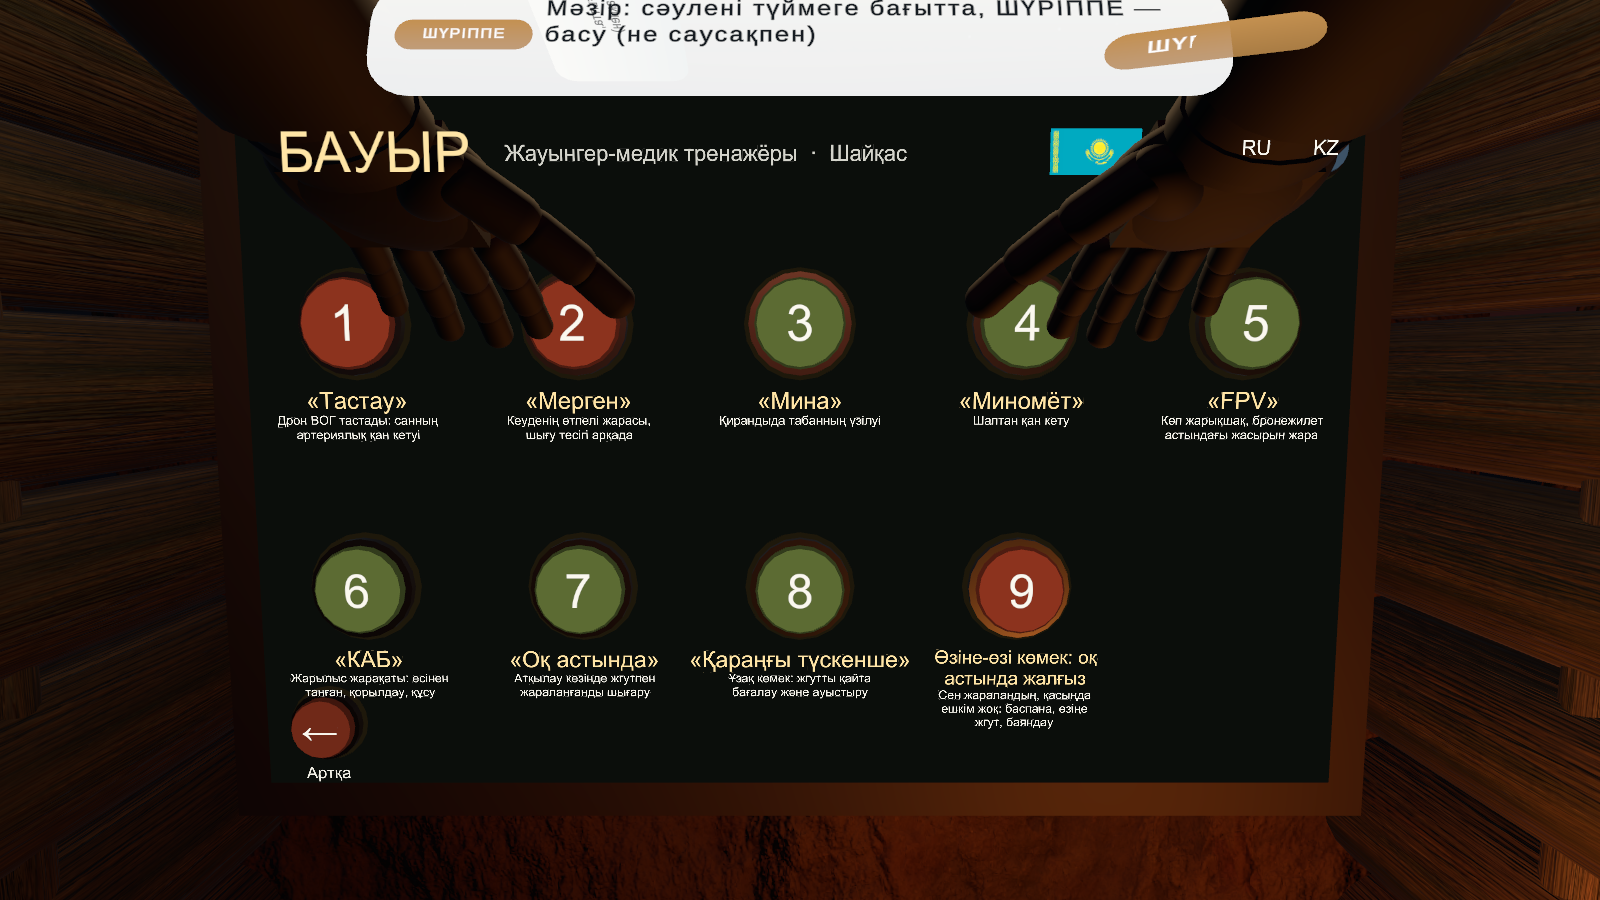 Мәзір: сәулені түймеге бағытта, ШҮРІППЕ —
басу (не саусақпен)
ШҮРІППЕ
БАУЫР
Жауынгер-медик тренажёры · Шайқас
RU
KZ
1
2
3
4
5
«Тастау»
Дрон ВОГ тастады: санның
артериялық қан кетуі
«Мерген»
Кеуденің өтпелі жарасы,
шығу тесігі арқада
«Мина»
Қирандыда табанның үзілуі
«Миномёт»
Шаптан қан кету
«FPV»
Көп жарықшақ, бронежилет
астындағы жасырын жара
6
7
8
9
«КАБ»
Жарылыс жарақаты: есінен
танған, қорылдау, құсу
«Оқ астында»
Атқылау кезінде жгутпен
жараланғанды шығару
«Қараңғы түскенше»
Ұзақ көмек: жгутты қайта
бағалау және ауыстыру
Өзіне-өзі көмек: оқ
астында жалғыз
Сен жараландың, қасыңда
ешкім жоқ: баспана, өзіңе
жгут, баяндау
←
Артқа